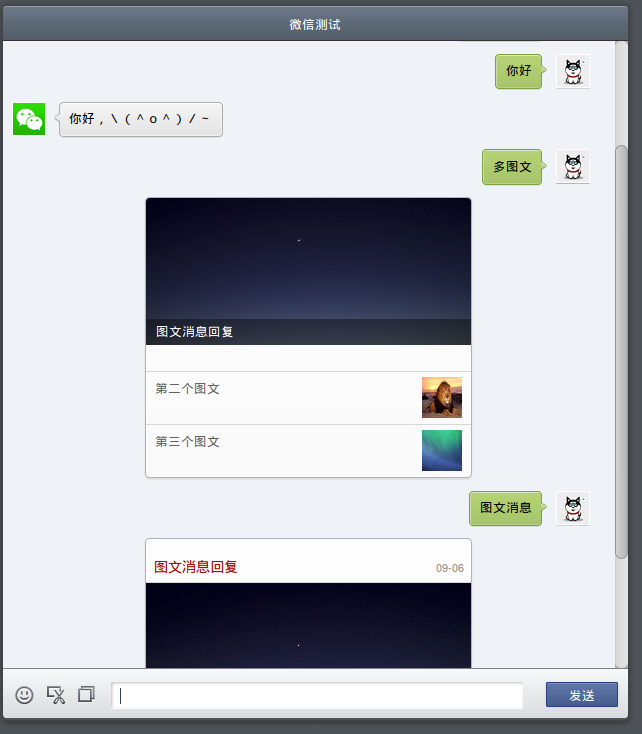 微信测试
你好
你好，\（＾ｏ＾）/～
多图文
图文消息回复
第二个图文
第三个图文
图文消息
图文消息回复
09-06
发送